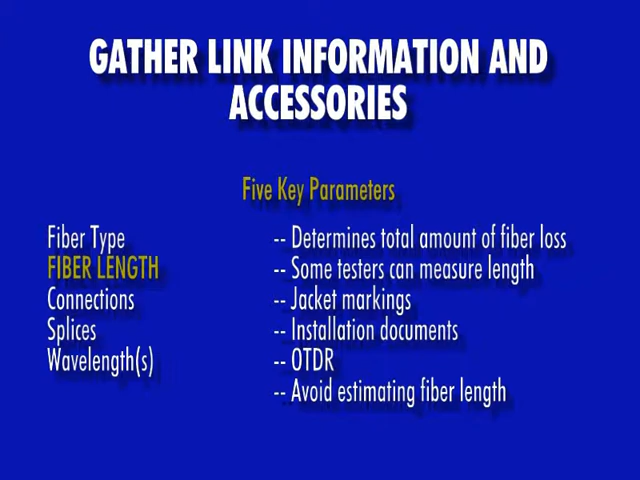 GATHER LINK INFORMATION AND
ACCESSORIES
Five Key Parameters
Fiber Type -- Determines total amount of fiber loss
FIBER LENGTH -- Some testers can measure length
Connections -- Jacket markings
Splices -- Installation documents
Wavelength(s) -- OTDR
-- Avoid estimating fiber length